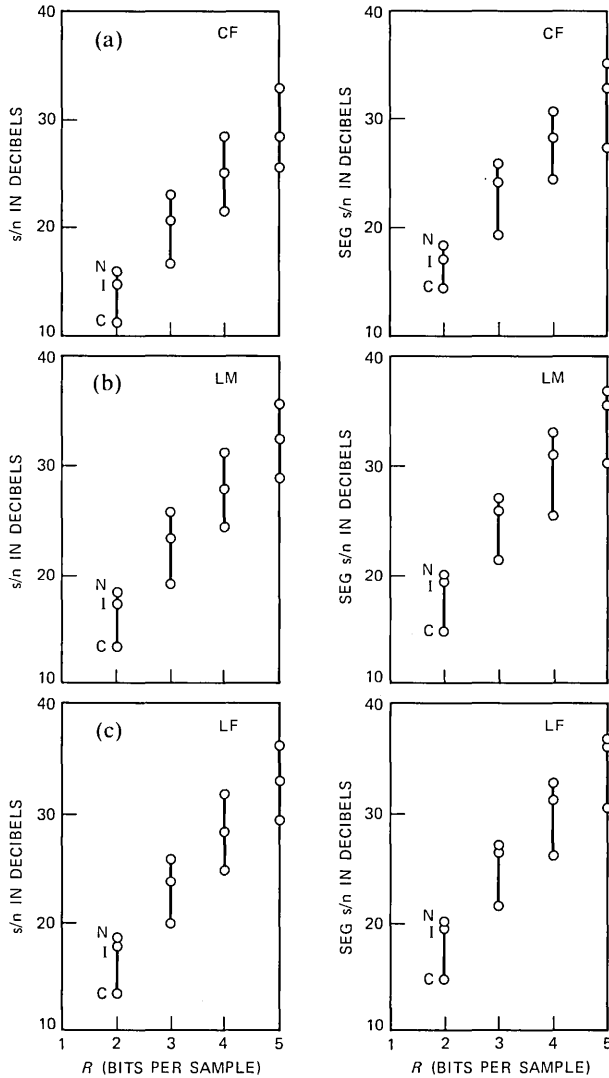 (a) CF
40
30
20
10
s/n IN DECIBELS
N
I
C
CF
40
30
20
10
SEG s/n IN DECIBELS
N
I
C
(b) LM
40
30
20
10
s/n IN DECIBELS
N
I
C
LM
40
30
20
10
SEG s/n IN DECIBELS
N
I
C
(c) LF
40
30
20
10
s/n IN DECIBELS
N
I
C
1 2 3 4 5
R (BITS PER SAMPLE)
LF
40
30
20
10
SEG s/n IN DECIBELS
N
I
C
1 2 3 4 5
R (BITS PER SAMPLE)